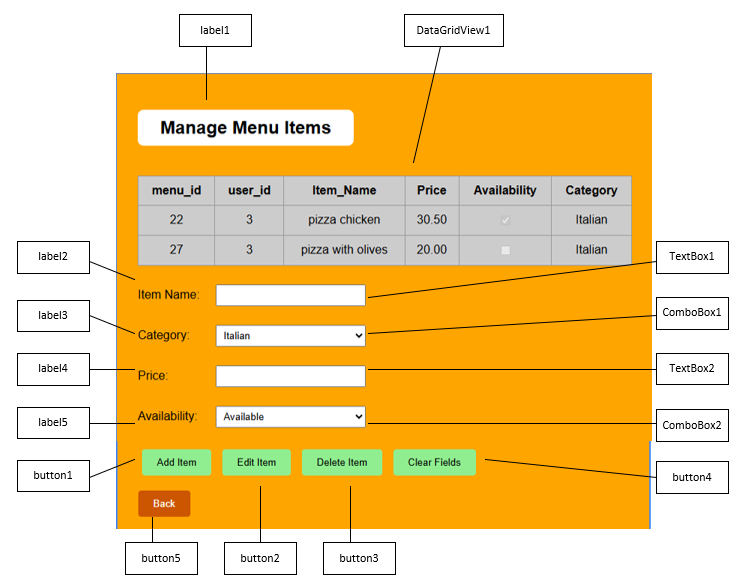 label1 DataGridView1
Manage Menu Items
menu_id user_id Item_Name Price Availability Category
22 3 pizza chicken 30.50 Italian
27 3 pizza with olives 20.00 Italian
label2 TextBox1
Item Name:
label3 ComboBox1
Category: Italian
label4 TextBox2
Price:
label5 ComboBox2
Availability: Available
button1 Add Item Edit Item Delete Item Clear Fields button4
Back
button5 button2 button3